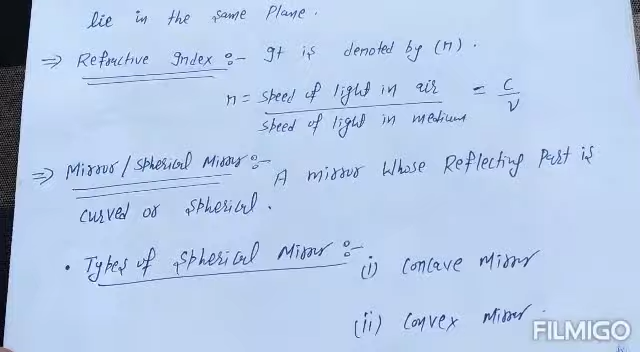 lie in the same Plane.
⇒ Refractive Index :- It is denoted by (n).
n = speed of light in air / speed of light in medium = c/v
⇒ Mirror/Spherical Mirror :- A mirror whose Reflecting Part is
curved or spherical.
• Types of Spherical Mirror :- (i) Concave Mirror
(ii) Convex Mirror.
FILMIGO